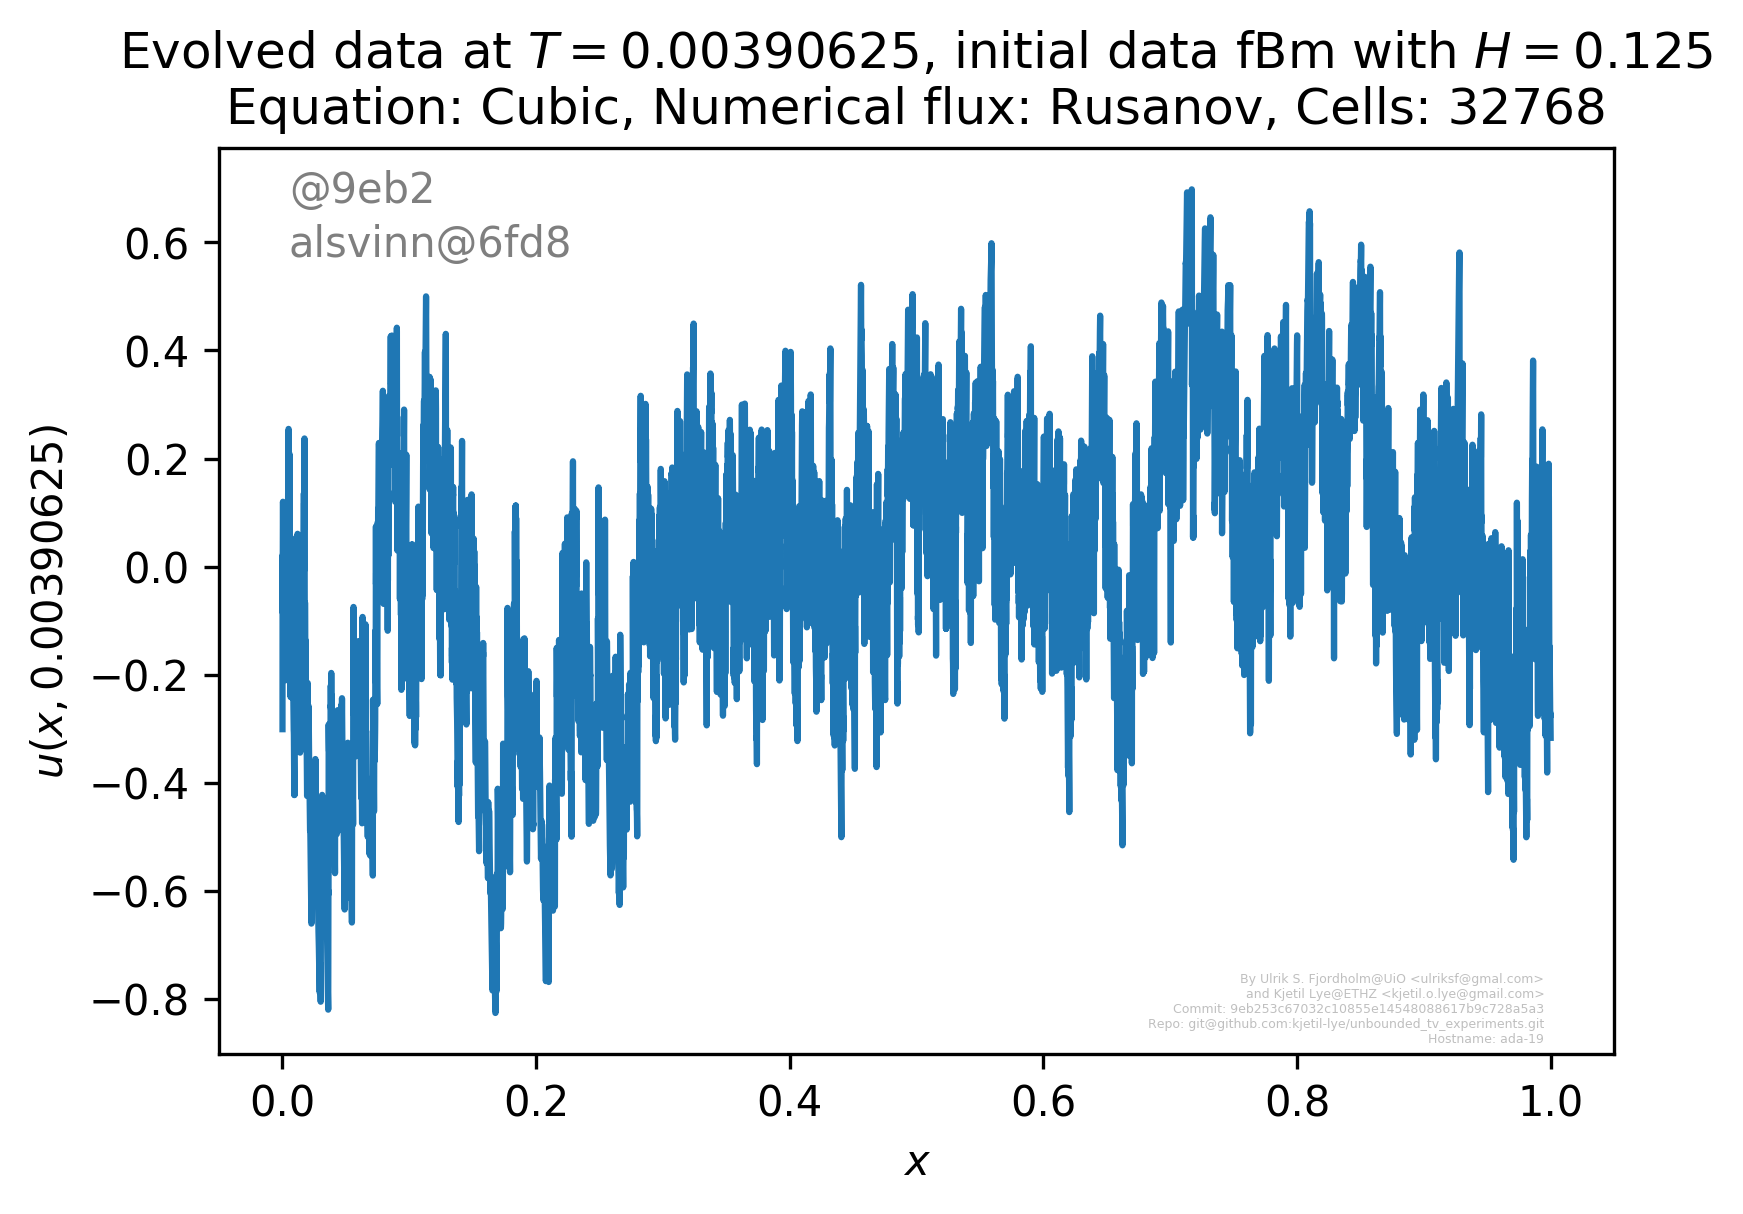 Evolved data at T = 0.00390625, initial data fBm with H = 0.125
Equation: Cubic, Numerical flux: Rusanov, Cells: 32768
@9eb2
alsvinn@6fd8
0.6
0.4
0.2
0.0
−0.2
−0.4
−0.6
−0.8
u(x, 0.00390625)
By Ulrik S. Fjordholm@UiO <ulriksf@gmal.com>
and Kjetil Lye@ETHZ <kjetil.o.lye@gmail.com>
Commit: 9eb253c67032c10855e14548088617b9c728a5a3
Repo: git@github.com:kjetil-lye/unbounded_tv_experiments.git
Hostname: ada-19
0.0 0.2 0.4 0.6 0.8 1.0
x